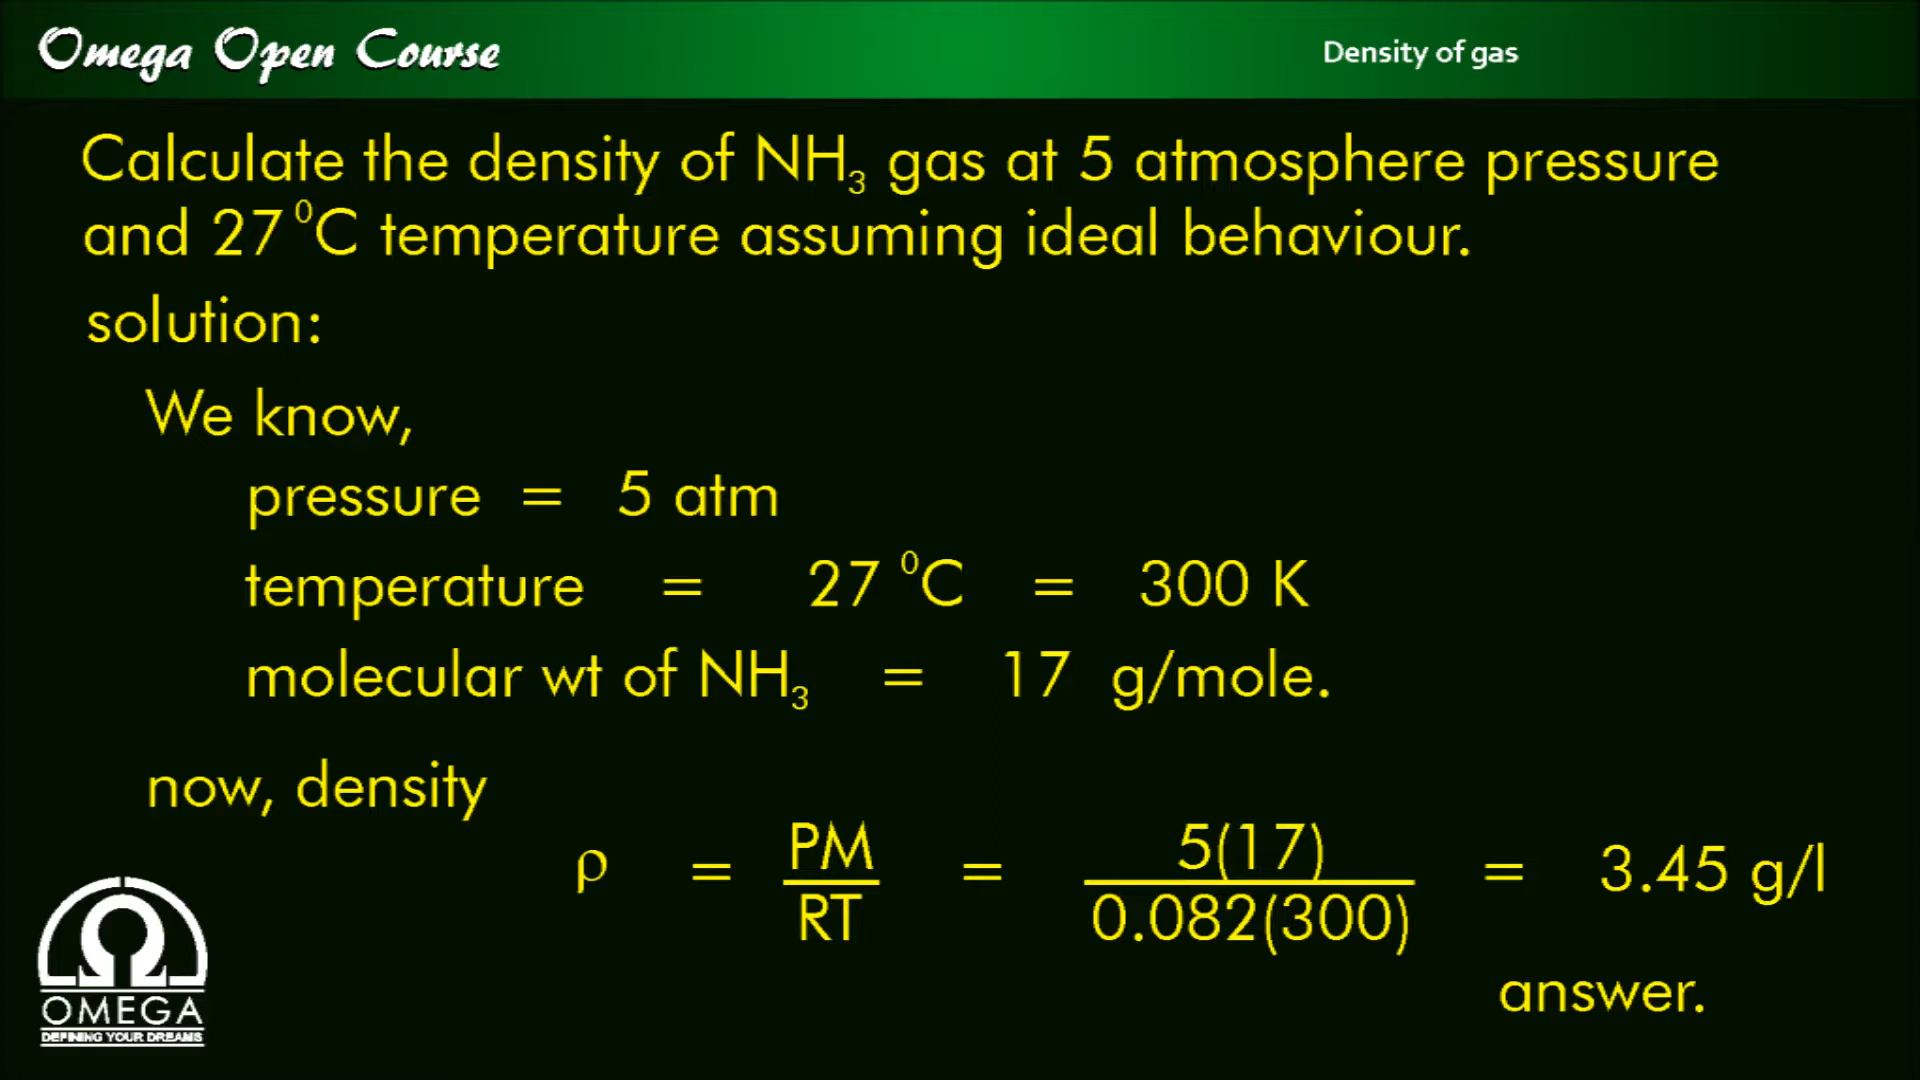 Omega Open Course
Density of gas
Calculate the density of NH₃ gas at 5 atmosphere pressure
and 27 ⁰C temperature assuming ideal behaviour.
solution:
We know,
pressure = 5 atm
temperature = 27 ⁰C = 300 K
molecular wt of NH₃ = 17 g/mole.
now, density
ρ = PM/RT = 5(17)/0.082(300) = 3.45 g/l
answer.
OMEGA
DEFINING YOUR DREAMS